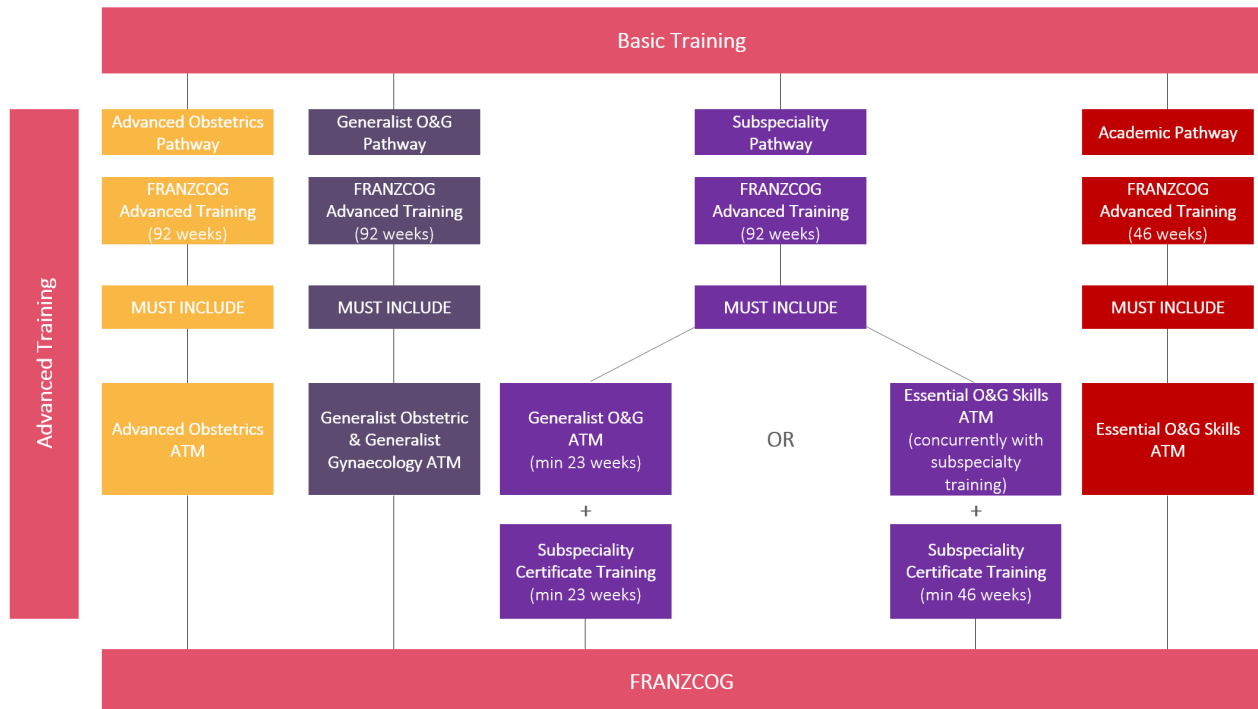 Basic Training
Advanced Training
Advanced Obstetrics
Pathway
FRANZCOG
Advanced Training
(92 weeks)
MUST INCLUDE
Advanced Obstetrics
ATM
Generalist O&G
Pathway
FRANZCOG
Advanced Training
(92 weeks)
MUST INCLUDE
Generalist Obstetric
& Generalist
Gynaecology ATM
Subspeciality
Pathway
FRANZCOG
Advanced Training
(92 weeks)
MUST INCLUDE
Generalist O&G
ATM
(min 23 weeks)
+
Subspeciality
Certificate Training
(min 23 weeks)
OR
Essential O&G Skills
ATM
(concurrently with
subspecialty
training)
+
Subspeciality
Certificate Training
(min 46 weeks)
Academic Pathway
FRANZCOG
Advanced Training
(46 weeks)
MUST INCLUDE
Essential O&G Skills
ATM
FRANZCOG